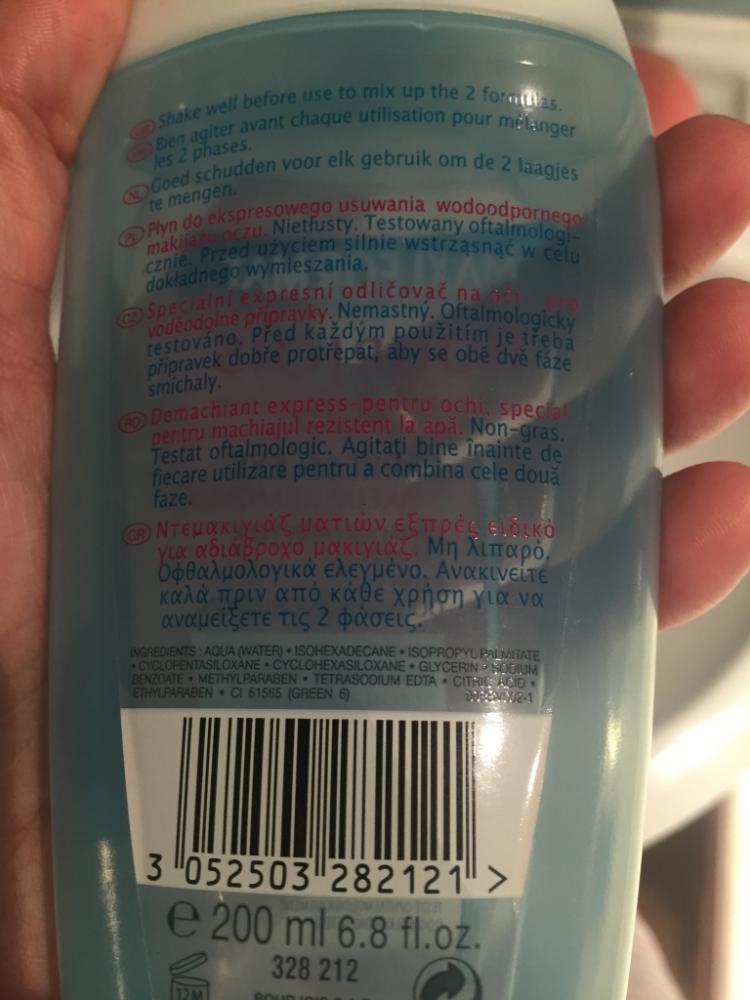 GB Shake well before use to mix up the 2 formulas.
Bien agiter avant chaque utilisation pour mélanger
les 2 phases.
NL Goed schudden voor elk gebruik om de 2 laagjes
te mengen.
PL Płyn do ekspresowego usuwania wodoodpornego
makijażu oczu. Nietłusty. Testowany oftalmologi-
cznie. Przed użyciem silnie wstrząsnąć w celu
dokładnego wymieszania.
CZ Speciální expresní odličovač na oči - pro
voděodolne přípravky. Nemastný. Oftalmologicky
testováno. Před každým použitím je třeba
přípravek dobře protřepat, aby se obě dvě fáze
smíchaly.
RO Demachiant express-pentru ochi, special
pentru machiajul rezistent la apă. Non-gras.
Testat oftalmologic. Agitaţi bine înainte de
fiecare utilizare pentru a combina cele două
faze.
GR Ντεμακιγιάζ ματιών εξπρές ειδικό
για αδιάβροχο μακιγιάζ. Μη λιπαρό.
Οφθαλμολογικά ελεγμένο. Ανακινείτε
καλά πριν από κάθε χρήση για να
αναμείξετε τις 2 φάσεις.
INGREDIENTS : AQUA (WATER) • ISOHEXADECANE • ISOPROPYL PALMITATE
• CYCLOPENTASILOXANE • CYCLOHEXASILOXANE • GLYCERIN • SODIUM
BENZOATE • METHYLPARABEN • TETRASODIUM EDTA • CITRIC ACID •
ETHYLPARABEN • CI 61565 (GREEN 6)
3 052503 282121 >
e 200 ml 6.8 fl.oz.
328 212
12M
BOURJOIS